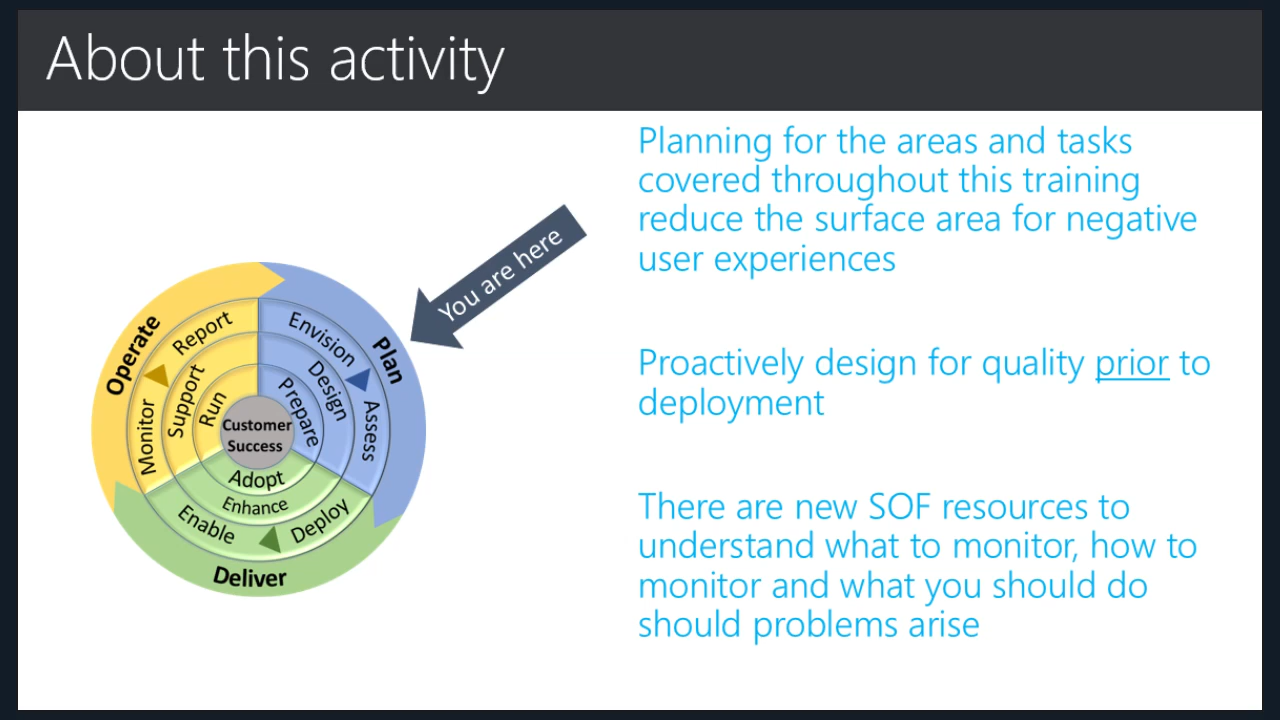 About this activity
Planning for the areas and tasks
covered throughout this training
reduce the surface area for negative
user experiences
Proactively design for quality prior to
deployment
There are new SOF resources to
understand what to monitor, how to
monitor and what you should do
should problems arise
You are here
Plan
Envision
Assess
Design
Prepare
Operate
Report
Monitor
Support
Run
Customer
Success
Adopt
Enhance
Enable
Deploy
Deliver